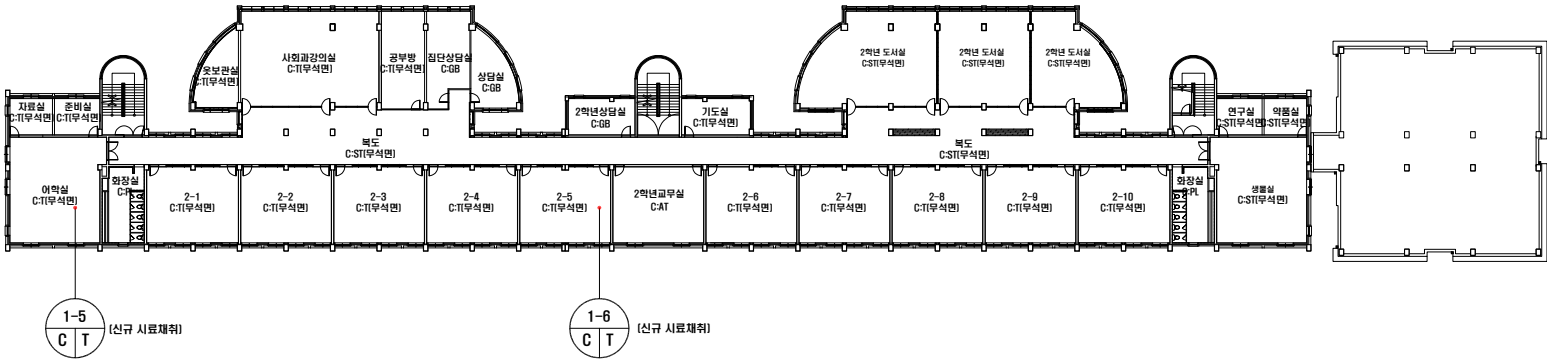 옷보관실
C:T(무석면)
사회과강의실
C:T(무석면)
공부방
C:T(무석면)
집단상담실
C:GB
상담실
C:GB
2학년 도서실
C:ST(무석면)
2학년 도서실
C:ST(무석면)
2학년 도서실
C:ST(무석면)
자료실
C:T(무석면)
준비실
C:T(무석면)
2학년상담실
C:GB
기도실
C:T(무석면)
연구실
C:ST(무석면)
약품실
C:ST(무석면)
복도
C:ST(무석면)
복도
C:ST(무석면)
어학실
C:T(무석면)
화장실
C:PL
2-1
C:T(무석면)
2-2
C:T(무석면)
2-3
C:T(무석면)
2-4
C:T(무석면)
2-5
C:T(무석면)
2학년교무실
C:AT
2-6
C:T(무석면)
2-7
C:T(무석면)
2-8
C:T(무석면)
2-9
C:T(무석면)
2-10
C:T(무석면)
화장실
C:PL
생물실
C:ST(무석면)
1-5
C T
(신규 시료채취)
1-6
C T
(신규 시료채취)